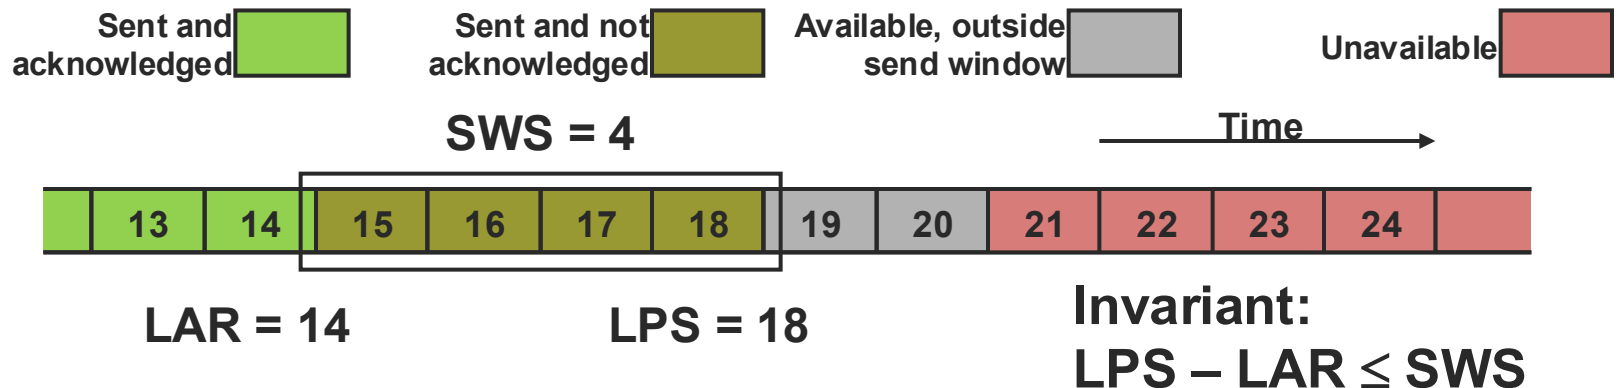 Sent and
acknowledged
Sent and not
acknowledged
Available, outside
send window
Unavailable
SWS = 4
Time
13 14 15 16 17 18 19 20 21 22 23 24
LAR = 14
LPS = 18
Invariant:
LPS – LAR ≤ SWS